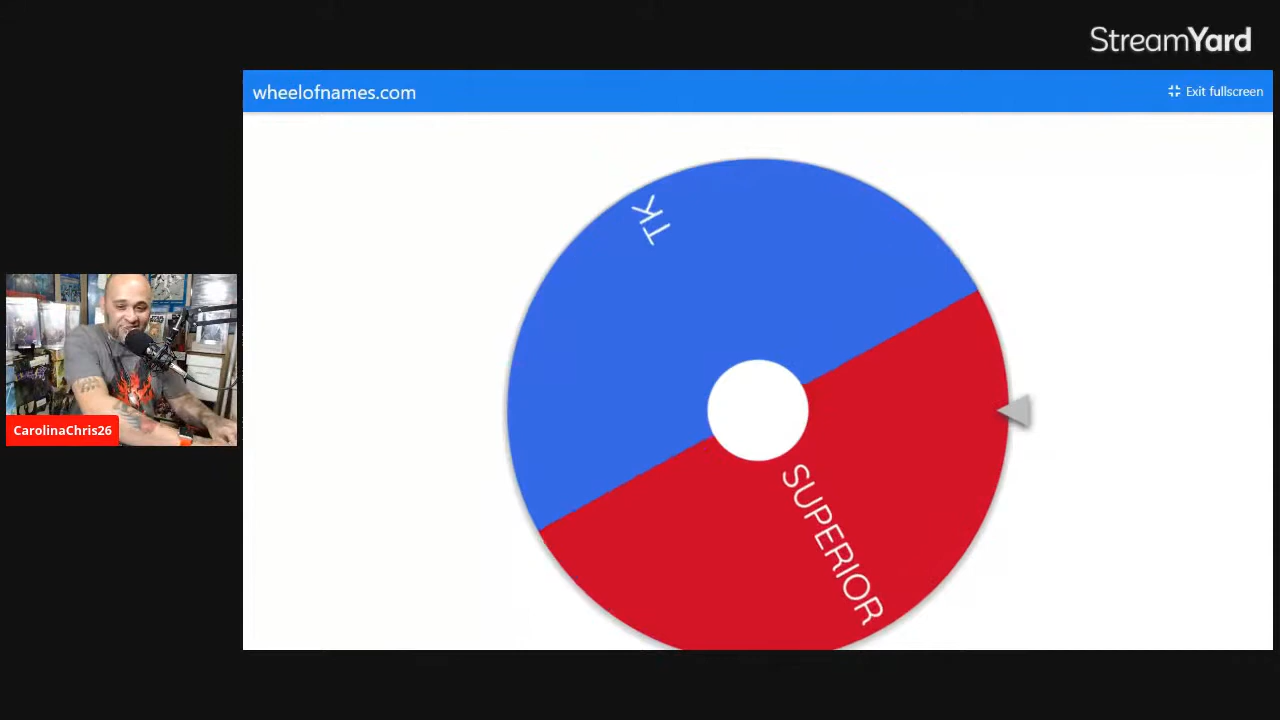 StreamYard
wheelofnames.com
Exit fullscreen
TK
SUPERIOR
CarolinaChris26